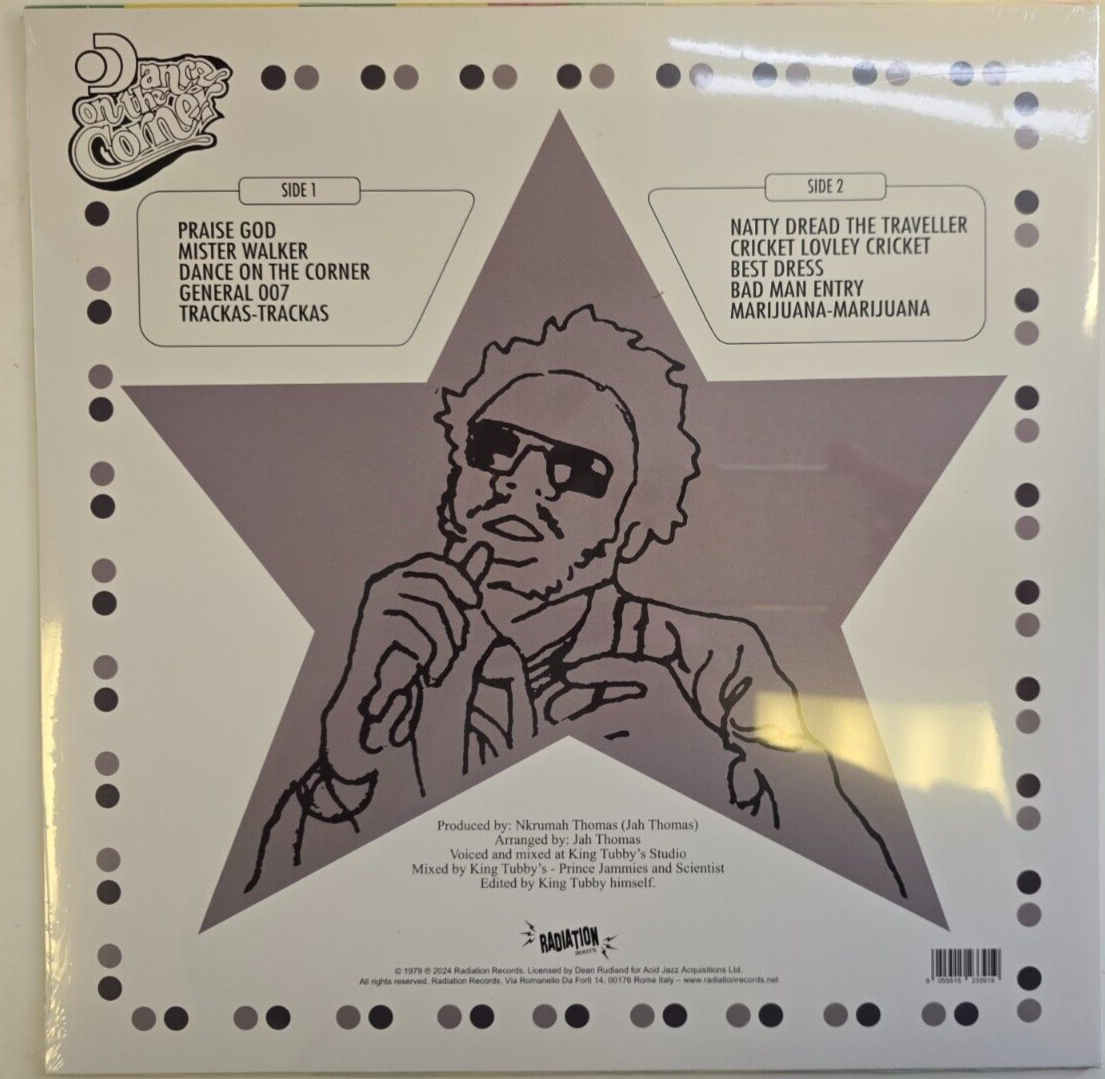 Dance
on the
Corner
SIDE 1
PRAISE GOD
MISTER WALKER
DANCE ON THE CORNER
GENERAL 007
TRACKAS-TRACKAS
SIDE 2
NATTY DREAD THE TRAVELLER
CRICKET LOVLEY CRICKET
BEST DRESS
BAD MAN ENTRY
MARIJUANA-MARIJUANA
Produced by: Nkrumah Thomas (Jah Thomas)
Arranged by: Jah Thomas
Voiced and mixed at King Tubby's Studio
Mixed by King Tubby's - Prince Jammies and Scientist
Edited by King Tubby himself.
RADIATION
ROOTS
© 1979 ℗ 2024 Radiation Records. Licensed by Dean Rudland for Acid Jazz Acquisitions Ltd.
All rights reserved. Radiation Records, Via Romanello Da Forlì 14, 00176 Rome Italy – www.radiationrecords.net